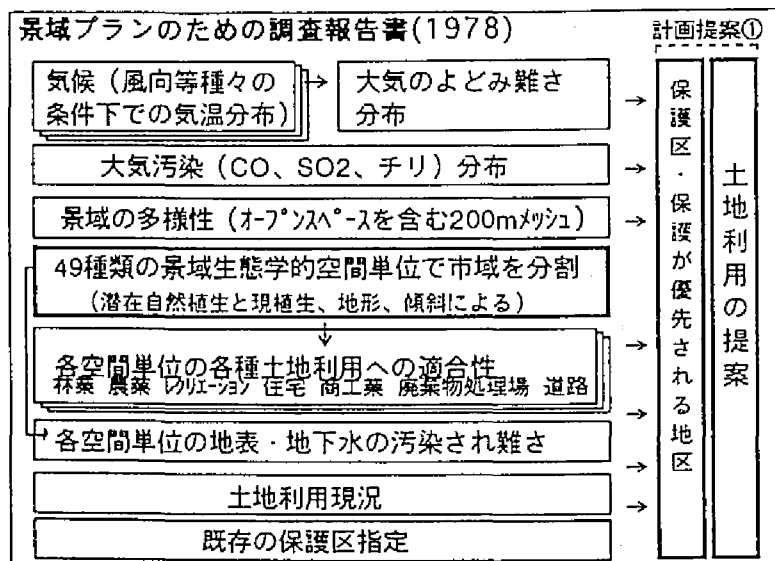 景域プランのための調査報告書(1978)
計画提案①
気候（風向等種々の
条件下での気温分布）
大気のよどみ難さ
分布
大気汚染（CO、SO2、チリ）分布
景域の多様性（ｵｰﾌﾟﾝｽﾍﾟｰｽを含む200mﾒｯｼｭ）
49種類の景域生態学的空間単位で市域を分割
（潜在自然植生と現植生、地形、傾斜による）
各空間単位の各種土地利用への適合性
林業 農業 ﾚｸﾘｴｰｼｮﾝ 住宅 商工業 廃棄物処理場 道路
各空間単位の地表・地下水の汚染され難さ
土地利用現況
既存の保護区指定
保護区・保護が優先される地区
土地利用の提案